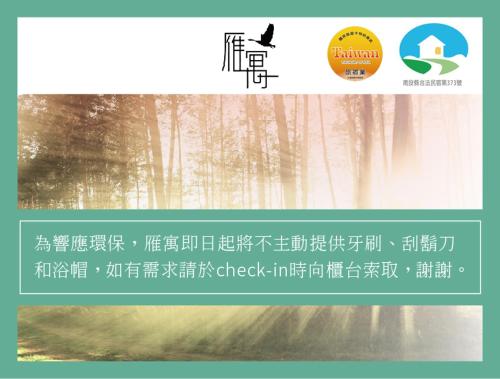 雁寓
Taiwan
旅宿業
南投縣合法民宿第373號
為響應環保，雁寓即日起將不主動提供牙刷、刮鬍刀
和浴帽，如有需求請於check-in時向櫃台索取，謝謝。